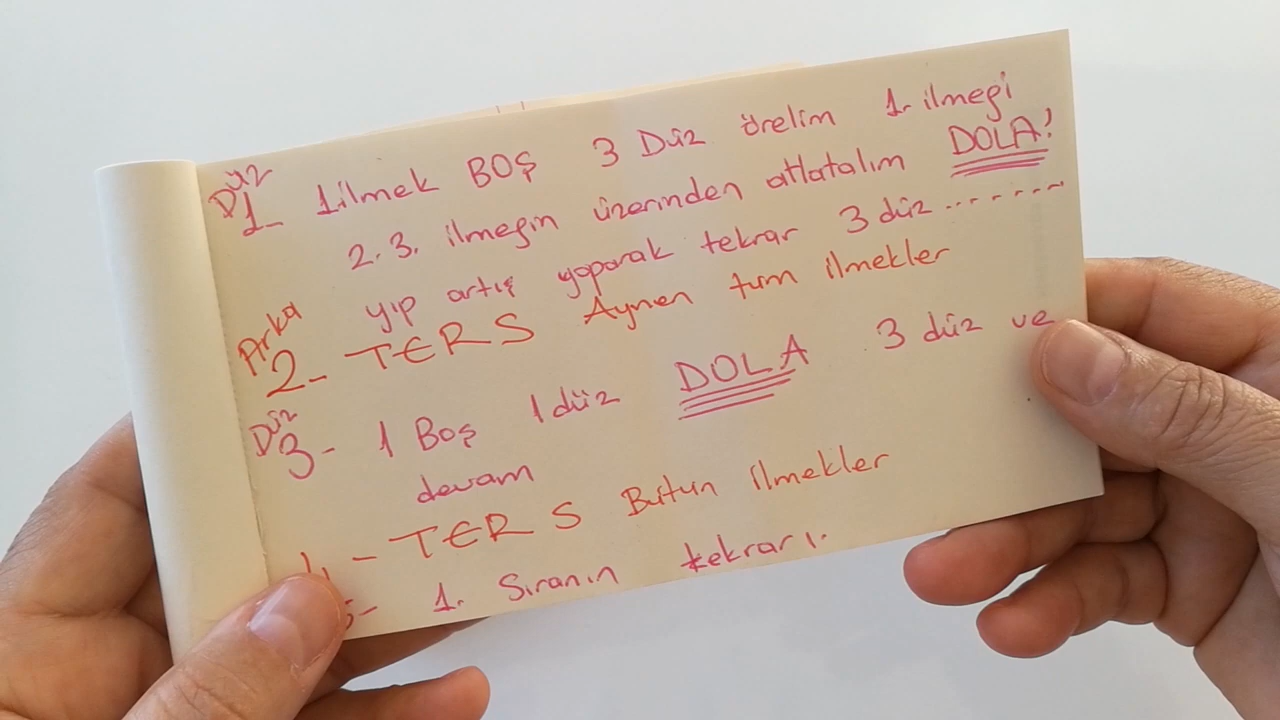 Düz
1- 1 ilmek BOŞ 3 Düz örelim 1. ilmeği
2. 3. ilmeğin üzerinden atlatalım DOLA!
yıp artış yaparak tekrar 3 düz .......
Arka
2- TERS Aynen tüm ilmekler
Düz
3- 1 Boş 1 düz DOLA 3 düz ve
devam
4- TERS Bütün ilmekler
5- 1. Sıranın tekrarı.